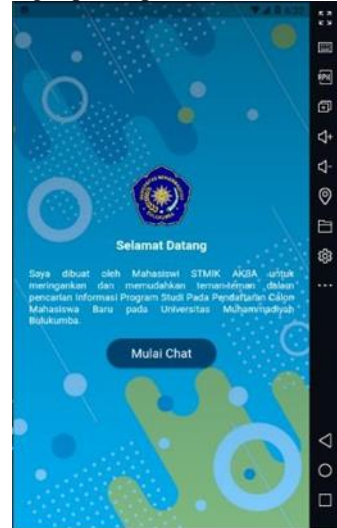 Selamat Datang
Saya dibuat oleh Mahasiswi STMIK AKBA untuk
meringankan dan memudahkan teman-teman dalam
pencarian Informasi Program Studi Pada Pendaftaran Calon
Mahasiswa Baru pada Universitas Muhammadiyah
Bulukumba.
Mulai Chat